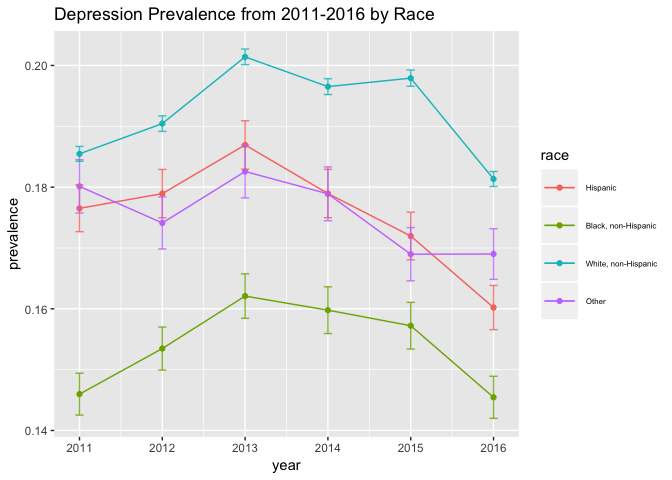 Depression Prevalence from 2011-2016 by Race
prevalence
0.20
0.18
0.16
0.14
2011 2012 2013 2014 2015 2016
year
race
Hispanic
Black, non-Hispanic
White, non-Hispanic
Other